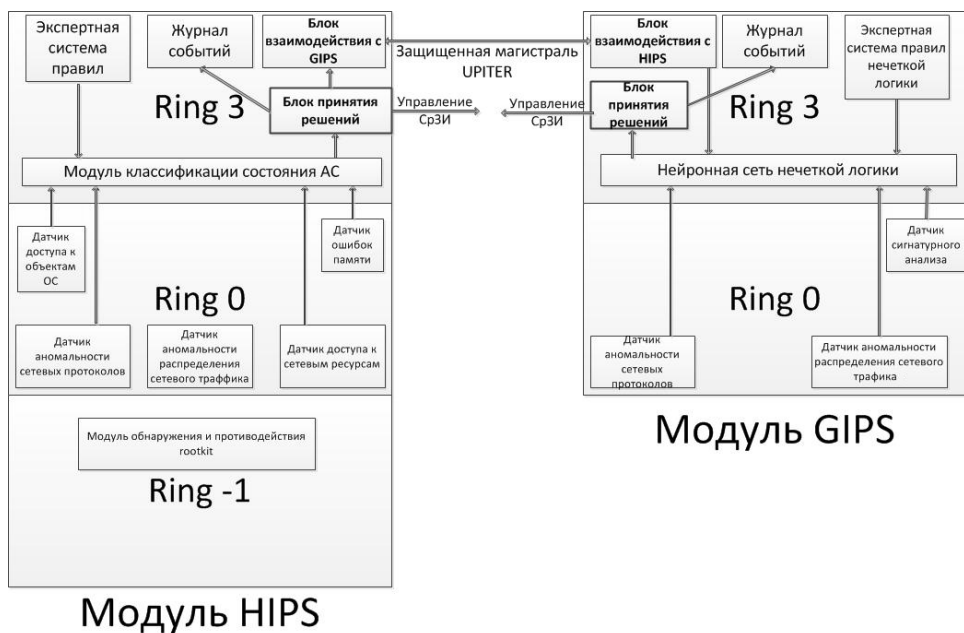 Экспертная
система
правил
Журнал
событий
Блок
взаимодействия с
GIPS
Защищенная магистраль
UPITER
Блок
взаимодействия с
HIPS
Журнал
событий
Экспертная
система правил
нечеткой
логики
Ring 3
Блок принятия
решений
Управление
СрЗИ
Управление
СрЗИ
Блок
принятия
решений
Ring 3
Модуль классификации состояния АС
Нейронная сеть нечеткой логики
Датчик
доступа к
объектам
ОС
Датчик
ошибок
памяти
Датчик
сигнатурного
анализа
Ring 0
Ring 0
Датчик
аномальности
сетевых протоколов
Датчик
аномальности
распределения
сетевого траффика
Датчик доступа к
сетевым ресурсам
Датчик
аномальности
сетевых
протоколов
Датчик аномальности
распределения сетевого
трафика
Модуль GIPS
Модуль обнаружения и противодействия
rootkit
Ring -1
Модуль HIPS